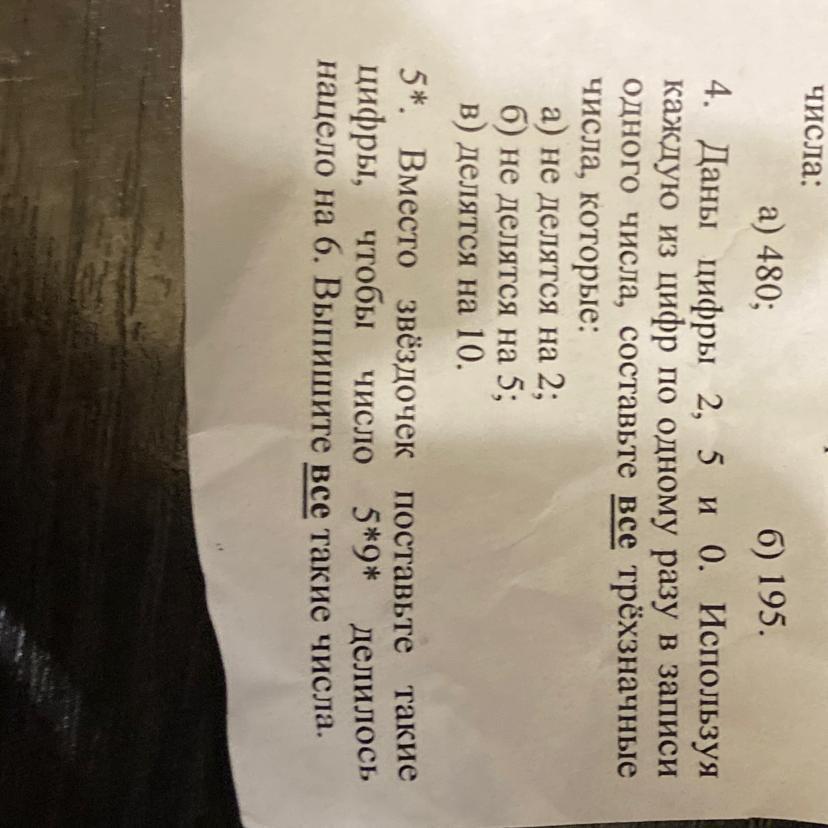 числа:
а) 480; б) 195.
4. Даны цифры 2, 5 и 0. Используя
каждую из цифр по одному разу в записи
одного числа, составьте все трёхзначные
числа, которые:
а) не делятся на 2;
б) не делятся на 5;
в) делятся на 10.
5*. Вместо звёздочек поставьте такие
цифры, чтобы число 5*9* делилось
нацело на 6. Выпишите все такие числа.